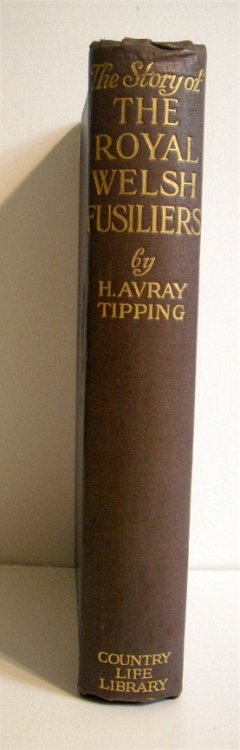 The Story of
THE
ROYAL
WELSH
FUSILIERS
by
H. AVRAY
TIPPING
COUNTRY
LIFE
LIBRARY